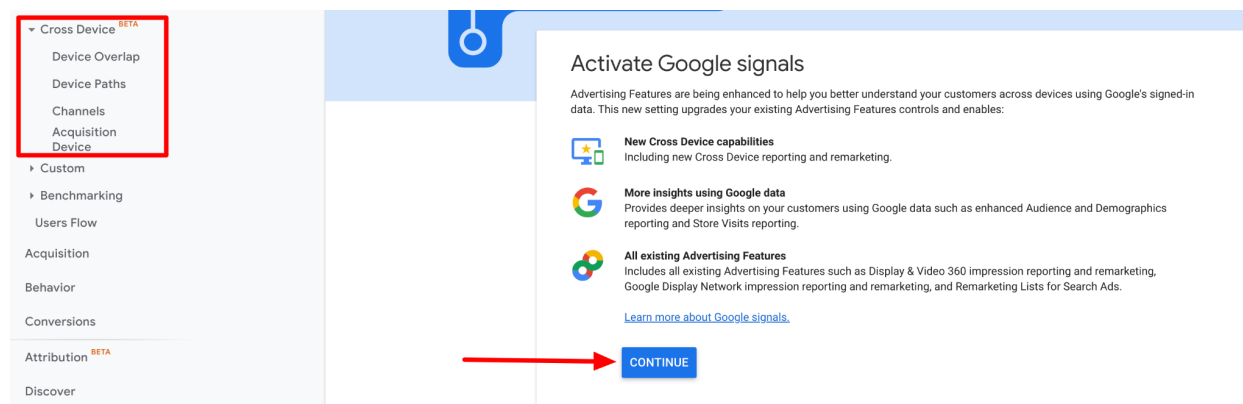 Cross Device BETA
Device Overlap
Device Paths
Channels
Acquisition
Device
Custom
Benchmarking
Users Flow
Acquisition
Behavior
Conversions
Attribution BETA
Discover
Activate Google signals
Advertising Features are being enhanced to help you better understand your customers across devices using Google's signed-in
data. This new setting upgrades your existing Advertising Features controls and enables:
New Cross Device capabilities
Including new Cross Device reporting and remarketing.
More insights using Google data
Provides deeper insights on your customers using Google data such as enhanced Audience and Demographics
reporting and Store Visits reporting.
All existing Advertising Features
Includes all existing Advertising Features such as Display & Video 360 impression reporting and remarketing,
Google Display Network impression reporting and remarketing, and Remarketing Lists for Search Ads.
Learn more about Google signals.
CONTINUE